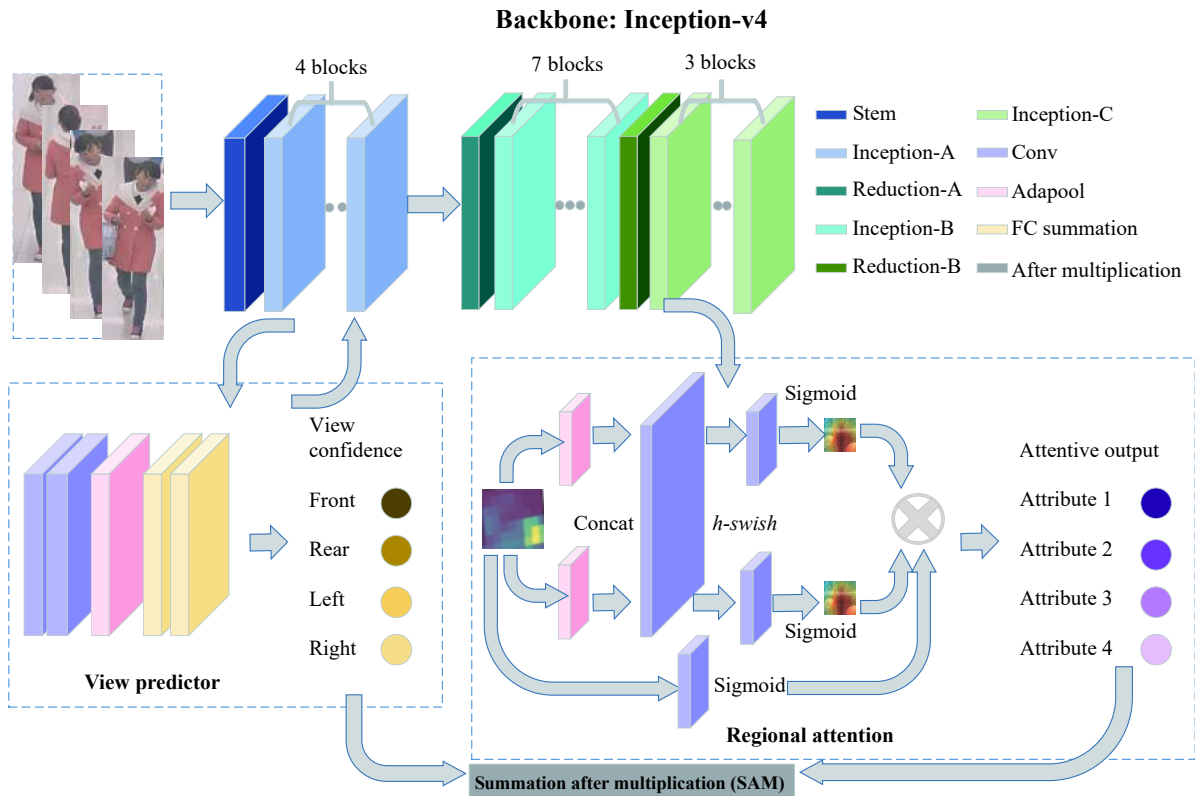 Backbone: Inception-v4
4 blocks
7 blocks
3 blocks
Stem
Inception-A
Reduction-A
Inception-B
Reduction-B
Inception-C
Conv
Adapool
FC summation
After multiplication
View
confidence
Front
Rear
Left
Right
View predictor
Sigmoid
Concat
h-swish
Sigmoid
Sigmoid
Regional attention
Attentive output
Attribute 1
Attribute 2
Attribute 3
Attribute 4
Summation after multiplication (SAM)